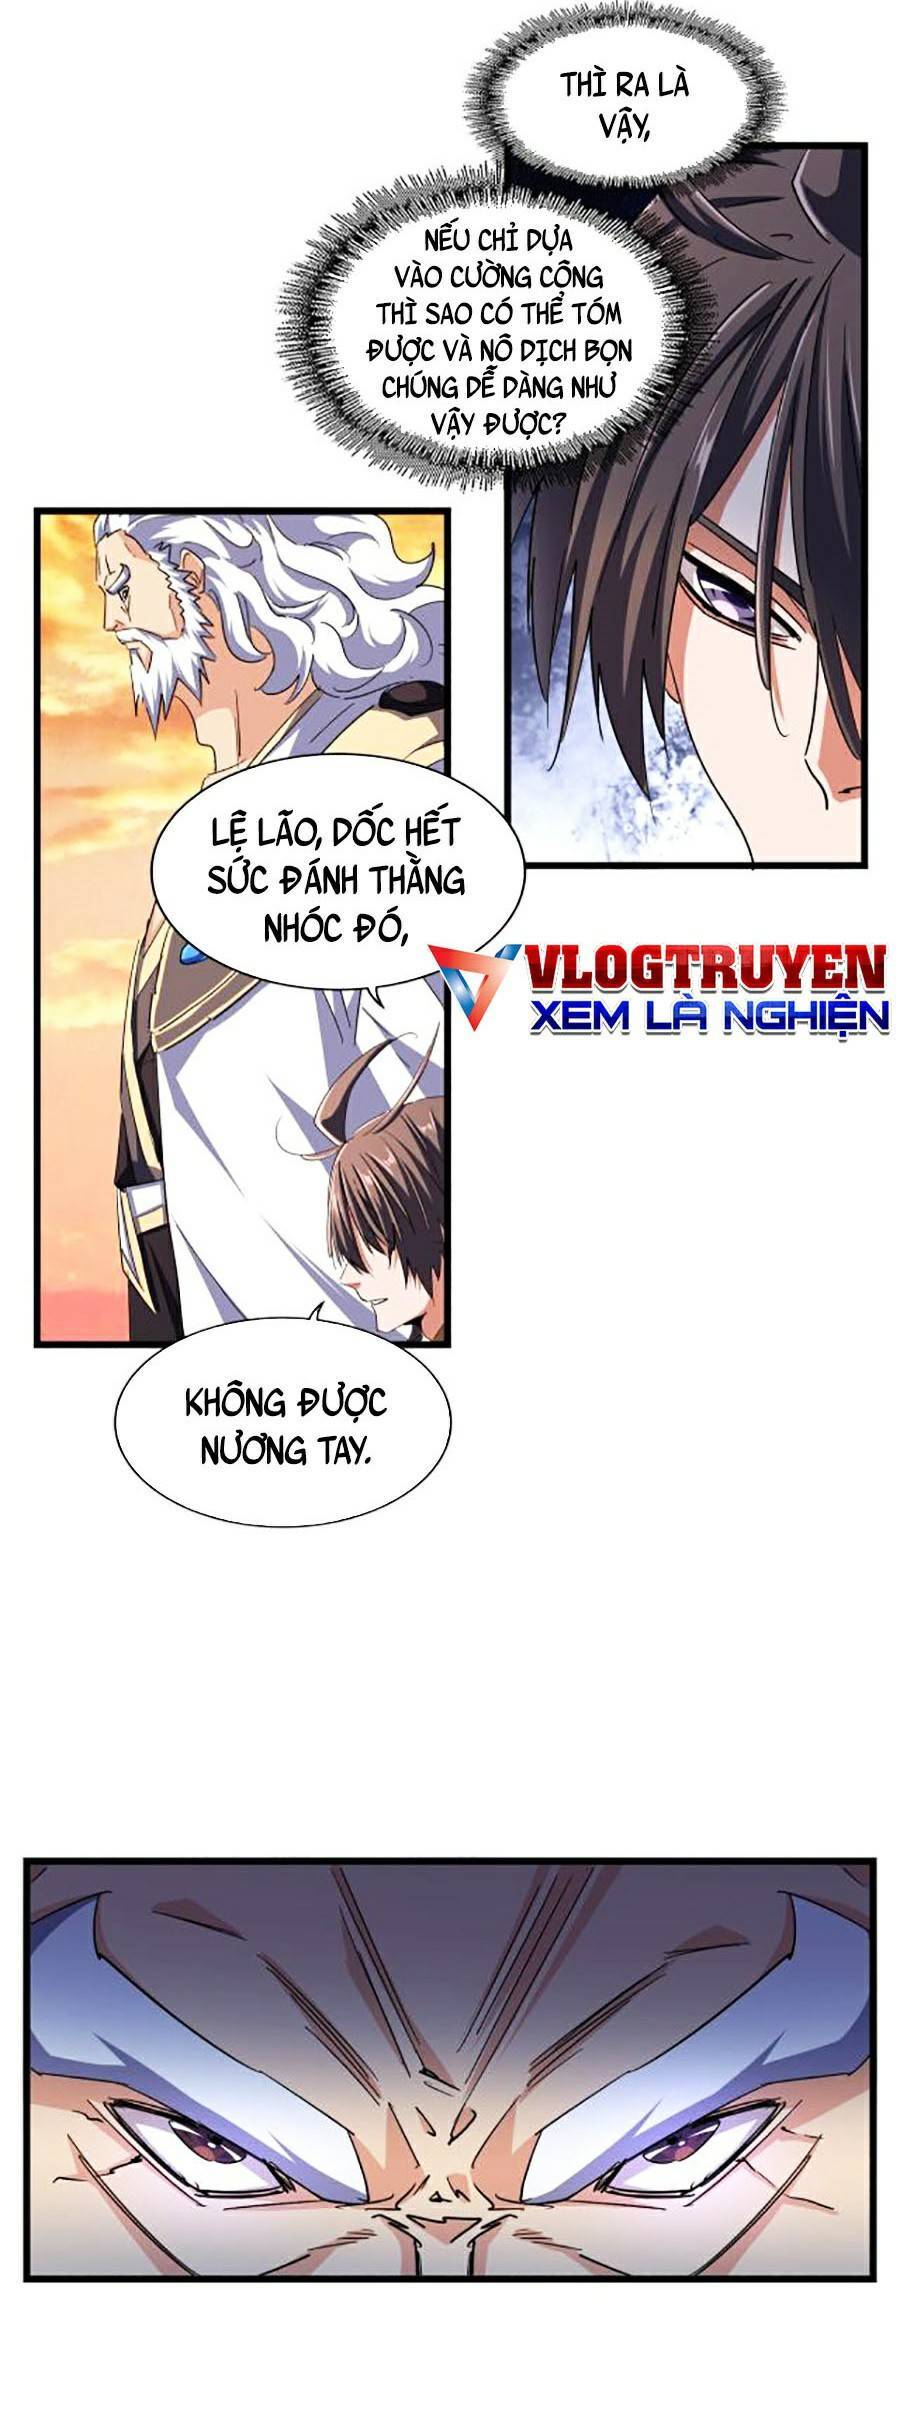 THÌ RA LÀ
VẬY,
NẾU CHỈ DỰA
VÀO CƯỜNG CÔNG
THÌ SAO CÓ THỂ TÓM
ĐƯỢC VÀ NÔ DỊCH BỌN
CHÚNG DỄ DÀNG NHƯ
VẬY ĐƯỢC?
LỆ LÃO, DỐC HẾT
SỨC ĐÁNH THẰNG
NHÓC ĐÓ,
VLOGTRUYEN
XEM LÀ NGHIỆN
KHÔNG ĐƯỢC
NƯƠNG TAY.